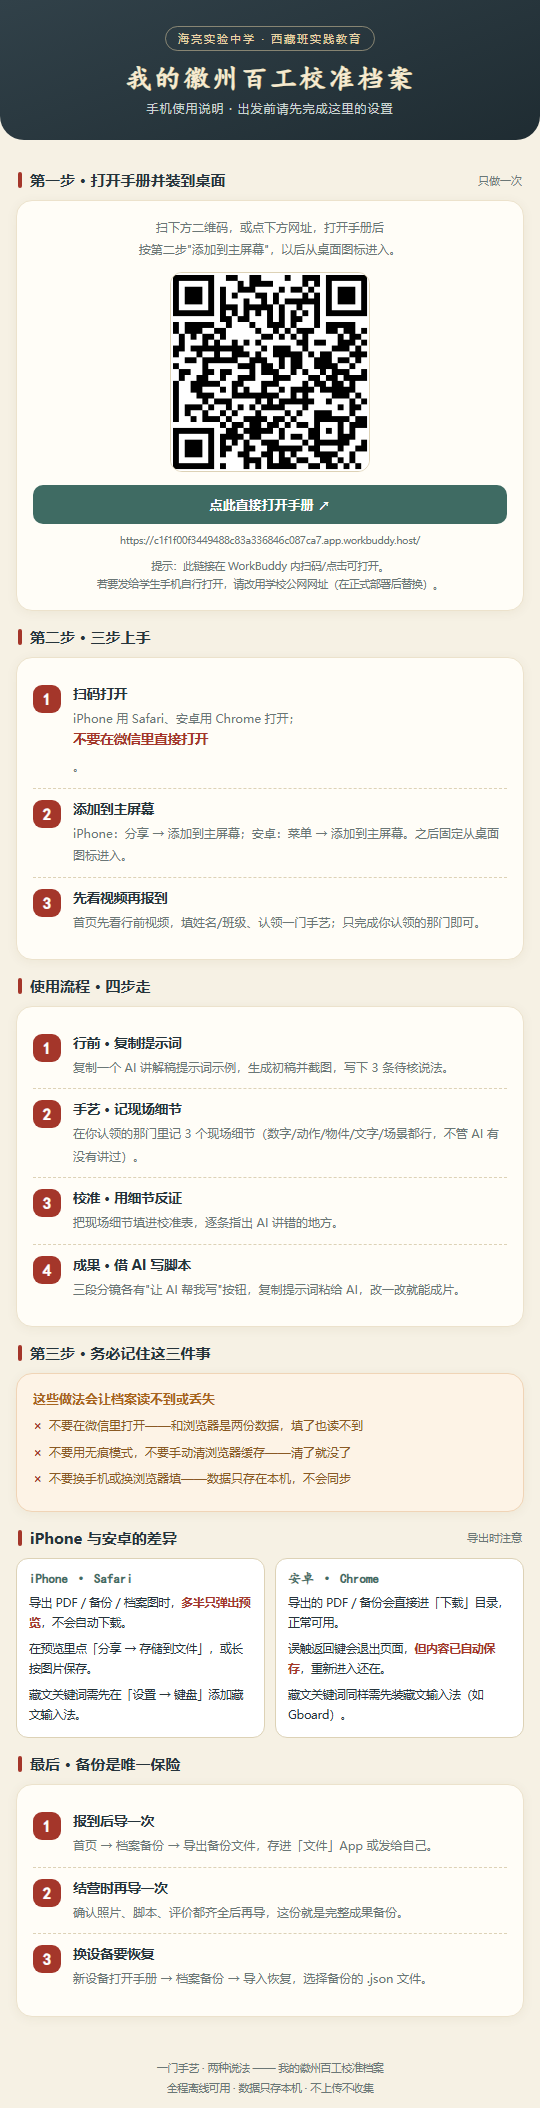 海亮实验中学 · 西藏班实践教育
我的徽州百工校准档案
手机使用说明 · 出发前请先完成这里的设置
第一步 • 打开手册并装到桌面
只做一次
扫下方二维码，或点下方网址，打开手册后
按第二步"添加到主屏幕"，以后从桌面图标进入。
点此直接打开手册 ↗
https://c1f1f00f3449488c83a336846c087ca7.app.workbuddy.host/
提示：此链接在 WorkBuddy 内扫码/点击可打开。
若要发给学生手机自行打开，请改用学校公网网址（在正式部署后替换）。
第二步 • 三步上手
1 扫码打开
iPhone 用 Safari、安卓用 Chrome 打开；
不要在微信里直接打开
。
2 添加到主屏幕
iPhone：分享 → 添加到主屏幕；安卓：菜单 → 添加到主屏幕。之后固定从桌面
图标进入。
3 先看视频再报到
首页先看行前视频，填姓名/班级、认领一门手艺；只完成你认领的那门即可。
使用流程 • 四步走
1 行前 • 复制提示词
复制一个 AI 讲解稿提示词示例，生成初稿并截图，写下 3 条待核说法。
2 手艺 • 记现场细节
在你认领的那门里记 3 个现场细节（数字/动作/物件/文字/场景都行，不管 AI 有
没有讲过）。
3 校准 • 用细节反证
把现场细节填进校准表，逐条指出 AI 讲错的地方。
4 成果 • 借 AI 写脚本
三段分镜各有"让 AI 帮我写"按钮，复制提示词粘给 AI，改一改就能成片。
第三步 • 务必记住这三件事
这些做法会让档案读不到或丢失
× 不要在微信里打开——和浏览器是两份数据，填了也读不到
× 不要用无痕模式，不要手动清浏览器缓存——清了就没了
× 不要换手机或换浏览器填——数据只存在本机，不会同步
iPhone 与安卓的差异
导出时注意
iPhone • Safari
导出 PDF / 备份 / 档案图时，多半只弹出预
览，不会自动下载。
在预览里点「分享 → 存储到文件」，或长
按图片保存。
藏文关键词需先在「设置 → 键盘」添加藏
文输入法。
安卓 • Chrome
导出的 PDF / 备份会直接进「下载」目录，
正常可用。
误触返回键会退出页面，但内容已自动保
存，重新进入还在。
藏文关键词同样需先装藏文输入法（如
Gboard）。
最后 • 备份是唯一保险
1 报到后导一次
首页 → 档案备份 → 导出备份文件，存进「文件」App 或发给自己。
2 结营时再导一次
确认照片、脚本、评价都齐全后再导，这份就是完整成果备份。
3 换设备要恢复
新设备打开手册 → 档案备份 → 导入恢复，选择备份的 .json 文件。
一门手艺 · 两种说法 —— 我的徽州百工校准档案
全程离线可用 · 数据只存本机 · 不上传不收集